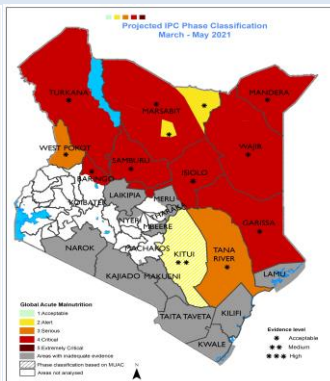 Projected IPC Phase Classification
March - May 2021
TURKANA
MANDERA
MARSABIT
WEST POKOT
WAJIR
SAMBURU
ISIOLO
BARINGO
KOIBATEK
LAIKIPIA
MERU
THARAKA
GARISSA
NYERI
MBEERE
NAROK
MACHAKOS
KITUI
TANA
RIVER
KAJIADO
MAKUENI
LAMU
TAITA TAVETA
KILIFI
KWALE
Global Acute Malnutrition
1 Acceptable
2 Alert
3 Serious
4 Critical
5 Extremely Critical
Areas with inadequate evidence
Phase classification based on MUAC
Areas not analysed
N
Evidence level
* Acceptable
** Medium
*** High